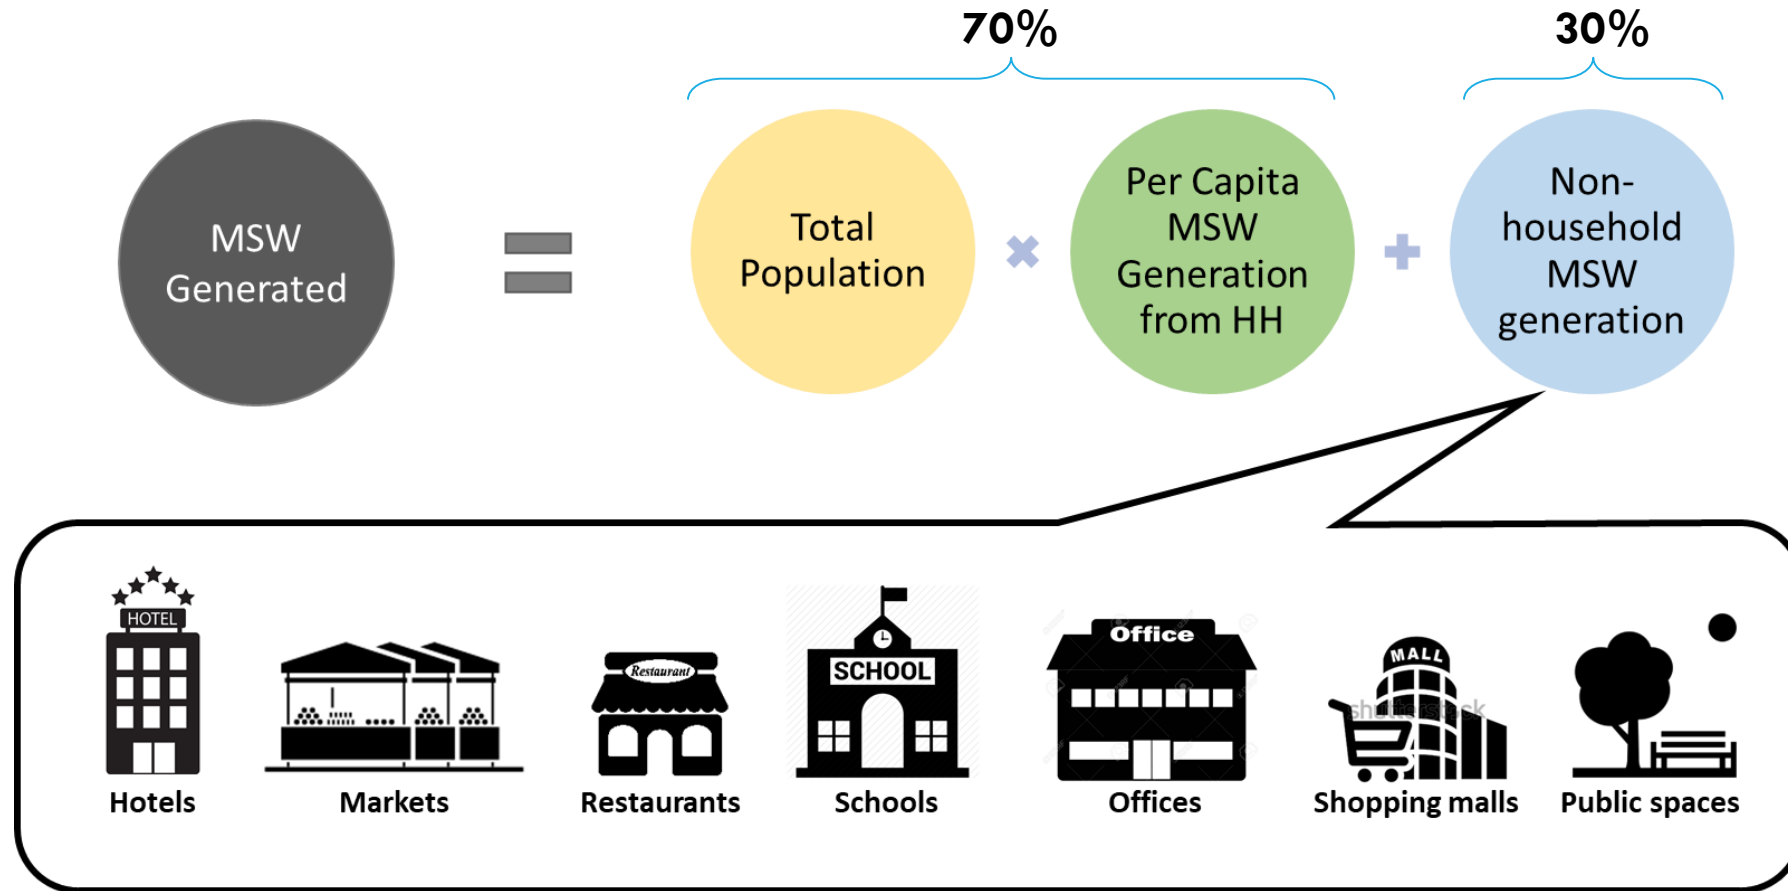 70%
30%
MSW
Generated
Total
Population
Per Capita
MSW
Generation
from HH
Non-
household
MSW
generation
HOTEL
Restaurant
SCHOOL
Office
MALL
shutterstock
Hotels
Markets
Restaurants
Schools
Offices
Shopping malls
Public spaces